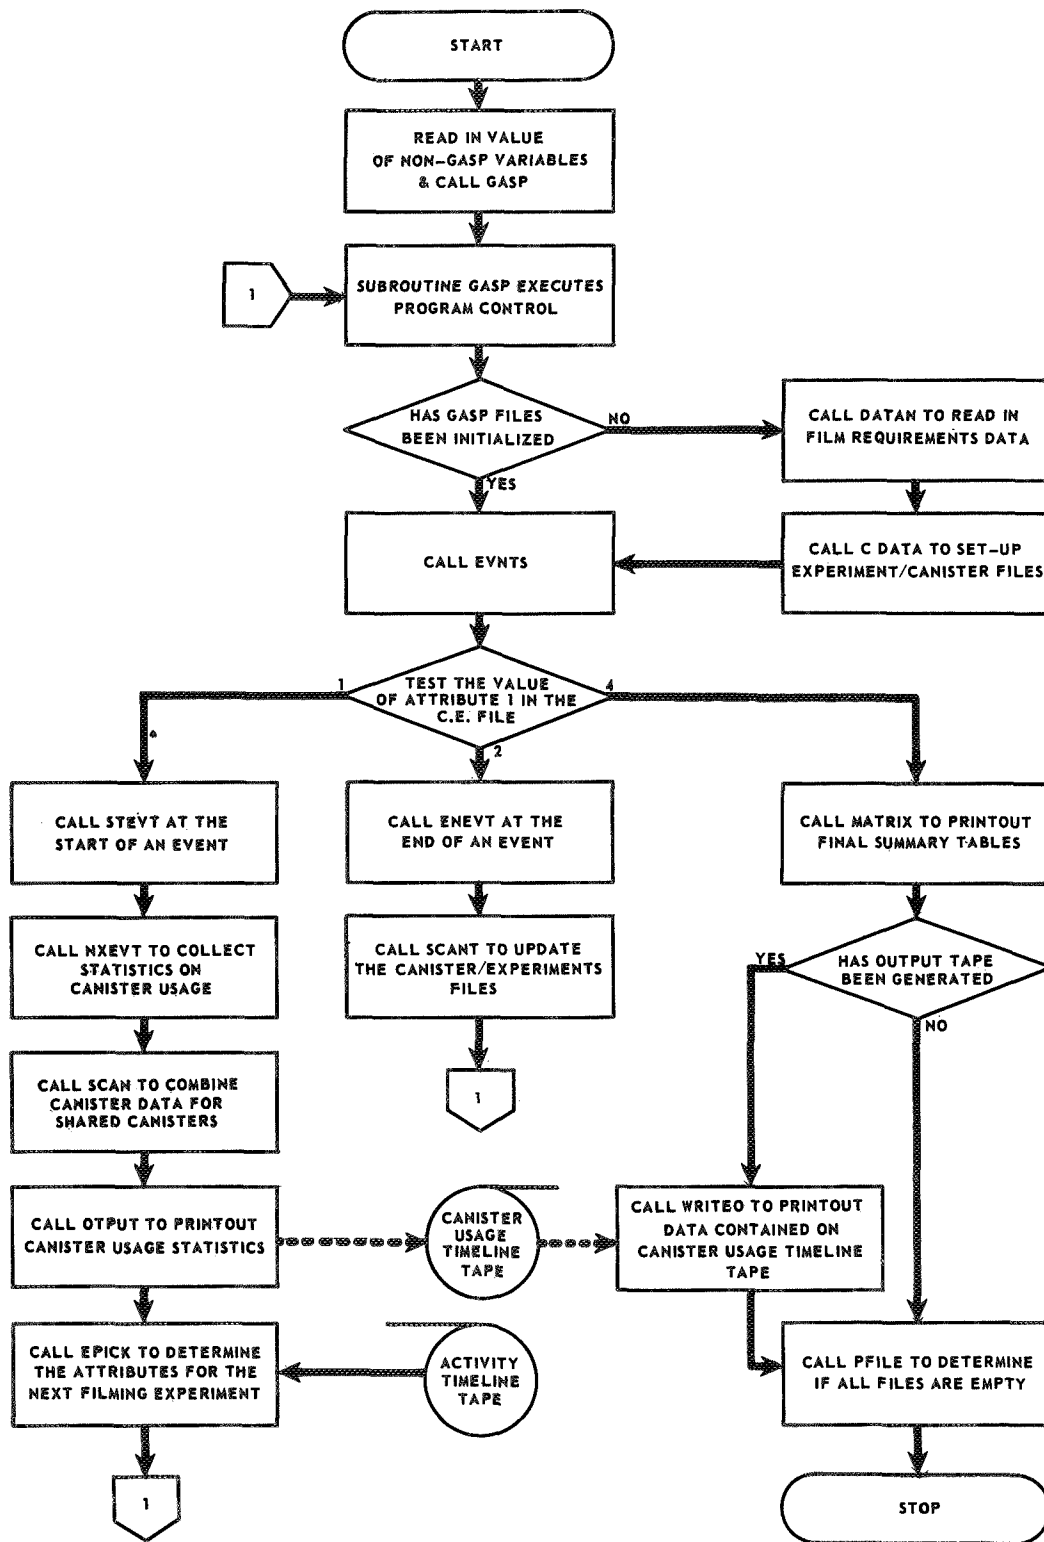 START
READ IN VALUE
OF NON-GASP VARIABLES
& CALL GASP
1
SUBROUTINE GASP EXECUTES
PROGRAM CONTROL
HAS GASP FILES
BEEN INITIALIZED
NO
YES
CALL DATAN TO READ IN
FILM REQUIREMENTS DATA
CALL EVNTS
CALL C DATA TO SET-UP
EXPERIMENT/CANISTER FILES
TEST THE VALUE
OF ATTRIBUTE 1 IN THE
C.E. FILE
1
4
2
CALL STEVT AT THE
START OF AN EVENT
CALL ENEVT AT THE
END OF AN EVENT
CALL MATRIX TO PRINTOUT
FINAL SUMMARY TABLES
CALL NXEVT TO COLLECT
STATISTICS ON
CANISTER USAGE
CALL SCANT TO UPDATE
THE CANISTER/EXPERIMENTS
FILES
YES
HAS OUTPUT TAPE
BEEN GENERATED
NO
CALL SCAN TO COMBINE
CANISTER DATA FOR
SHARED CANISTERS
1
CALL OTPUT TO PRINTOUT
CANISTER USAGE STATISTICS
CANISTER
USAGE
TIMELINE
TAPE
CALL WRITEO TO PRINTOUT
DATA CONTAINED ON
CANISTER USAGE TIMELINE
TAPE
CALL EPICK TO DETERMINE
THE ATTRIBUTES FOR THE
NEXT FILMING EXPERIMENT
ACTIVITY
TIMELINE
TAPE
CALL PFILE TO DETERMINE
IF ALL FILES ARE EMPTY
1
STOP